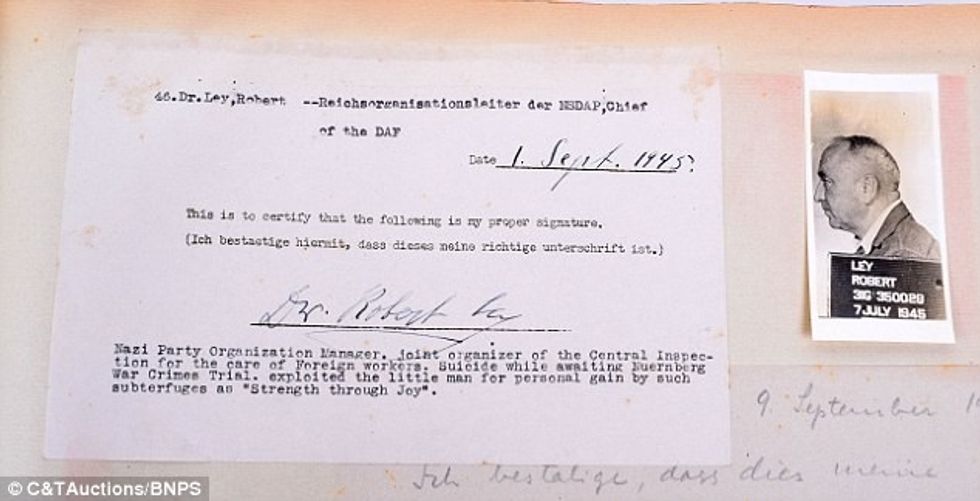 46.Dr.Ley,Robert --Reichsorganisationsleiter der NSDAP,Chief
of the DAF
Date 1. Sept. 1945.
This is to certify that the following is my proper signature.
(Ich bestaetige hiermit, dass dieses meine richtige unterschrift ist.)
Dr. Robert Ley
Nazi Party Organization Manager. joint organizer of the Central Inspec-
tion for the care of Foreign workers. Suicide while awaiting Nuernberg
War Crimes Trial. exploited the little man for personal gain by such
subterfuges as "Strength through Joy".
LEY
ROBERT
31G 350029
7 JULY 1945
9. September 19
Ich bestätige, dass dies meine
© C&TAuctions/BNPS